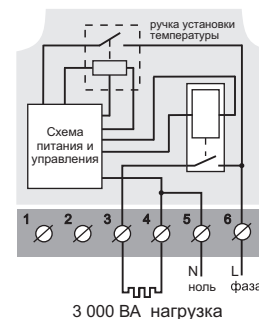 ручка установки
температуры
Схема
питания и
управления
1 2 3 4 5 6
N L
ноль фаза
3 000 ВА нагрузка